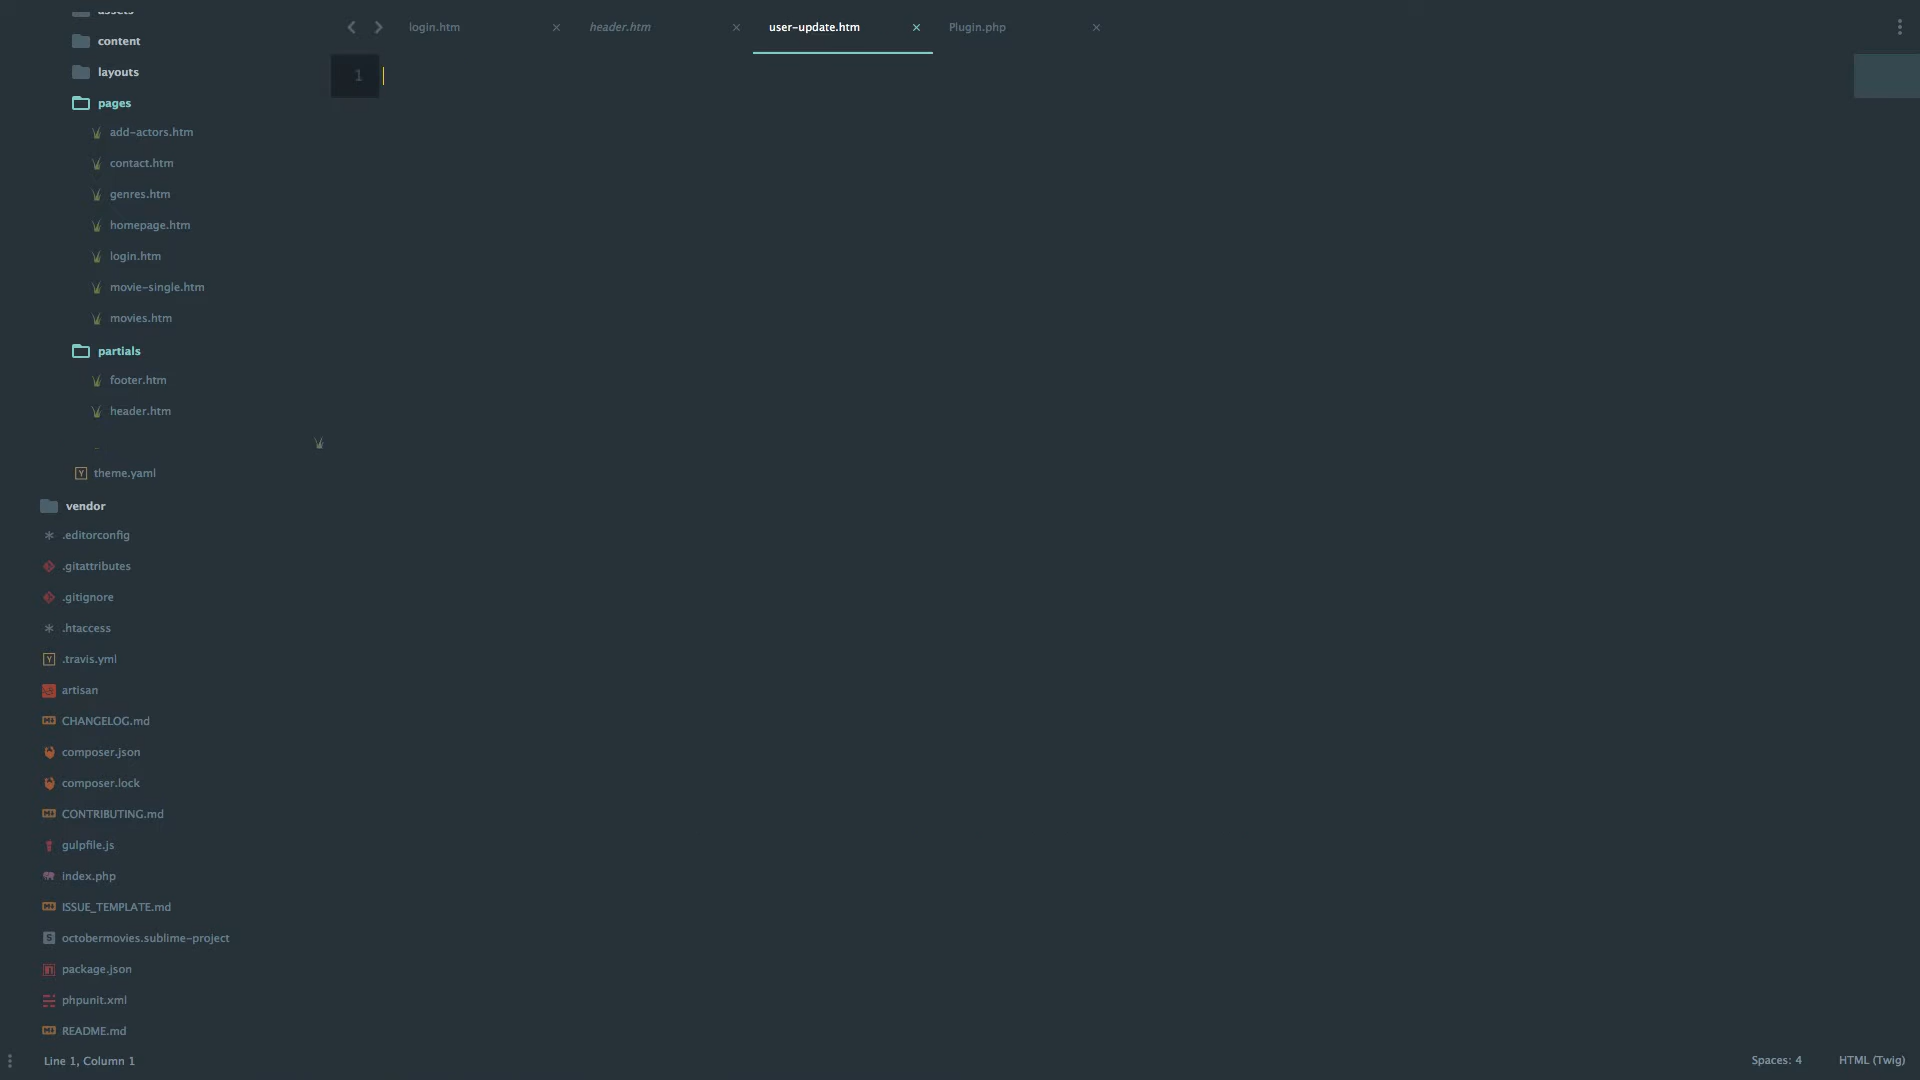 login.htm
header.htm
user-update.htm
Plugin.php
1
content
layouts
pages
add-actors.htm
contact.htm
genres.htm
homepage.htm
login.htm
movie-single.htm
movies.htm
partials
footer.htm
header.htm
theme.yaml
vendor
.editorconfig
.gitattributes
.gitignore
.htaccess
.travis.yml
artisan
CHANGELOG.md
composer.json
composer.lock
CONTRIBUTING.md
gulpfile.js
index.php
ISSUE_TEMPLATE.md
octobermovies.sublime-project
package.json
phpunit.xml
README.md
Line 1, Column 1
Spaces: 4
HTML (Twig)